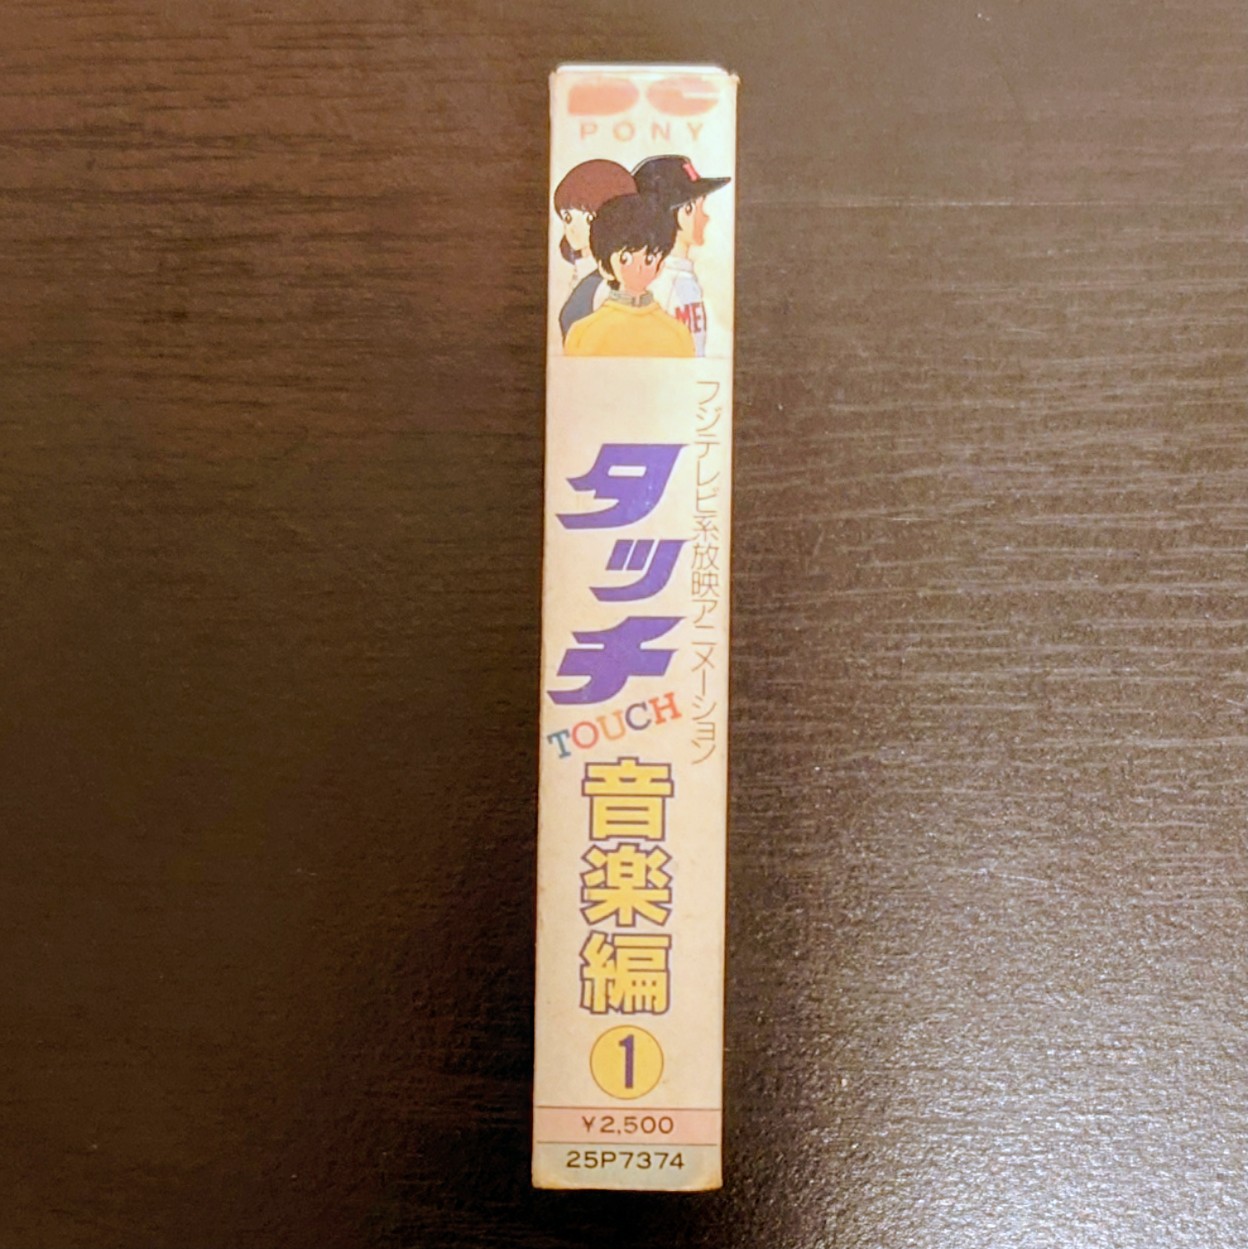 PONY
MEI
フジテレビ系放映アニメーション
タッチ
TOUCH
音楽編
1
¥2,500
25P7374